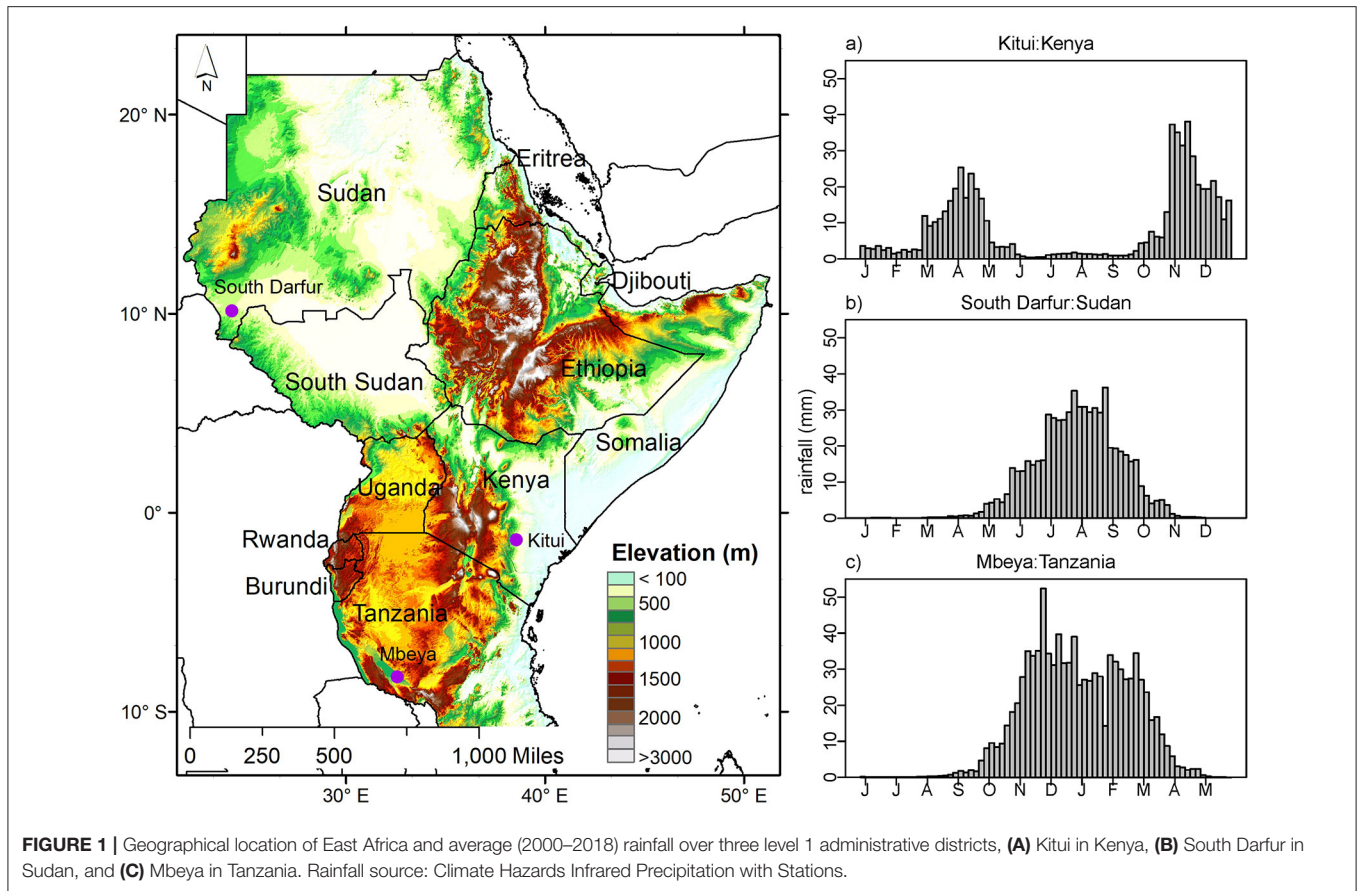 N
20° N
10° N
0°
10° S
Eritrea
Sudan
Djibouti
South Darfur
Ethiopia
South Sudan
Somalia
Kenya
Uganda
Rwanda
Kitui
Burundi
Tanzania
Mbeya
Elevation (m)
< 100
500
1000
1500
2000
>3000
0 250 500 1,000 Miles
30° E 40° E 50° E
a) Kitui:Kenya
50
40
30
20
10
0
J F M A M J J A S O N D
b) South Darfur:Sudan
rainfall (mm)
50
40
30
20
10
0
J F M A M J J A S O N D
c) Mbeya:Tanzania
50
40
30
20
10
0
J J A S O N D J F M A M
FIGURE 1 | Geographical location of East Africa and average (2000–2018) rainfall over three level 1 administrative districts, (A) Kitui in Kenya, (B) South Darfur in
Sudan, and (C) Mbeya in Tanzania. Rainfall source: Climate Hazards Infrared Precipitation with Stations.